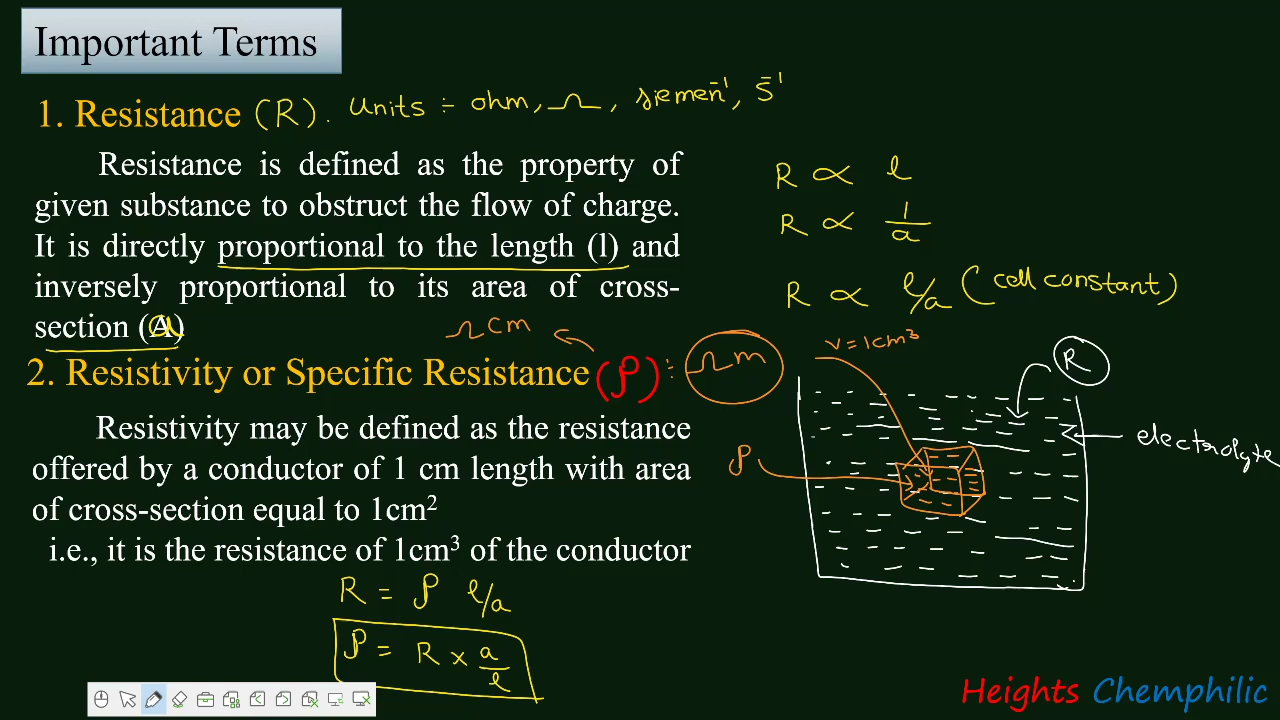 Important Terms
1. Resistance (R). Units :- ohm, Ω, siemen⁻¹, S⁻¹
Resistance is defined as the property of
given substance to obstruct the flow of charge.
It is directly proportional to the length (l) and
inversely proportional to its area of cross-
section (a)
R ∝ l
R ∝ 1/a
R ∝ l/a (cell constant)
Ω cm
2. Resistivity or Specific Resistance (ρ) : Ω m
Resistivity may be defined as the resistance
offered by a conductor of 1 cm length with area
of cross-section equal to 1cm²
i.e., it is the resistance of 1cm³ of the conductor
R = ρ l/a
ρ = R × a/l
V = 1cm³
R
ρ
electrolyte
Heights Chemphilic